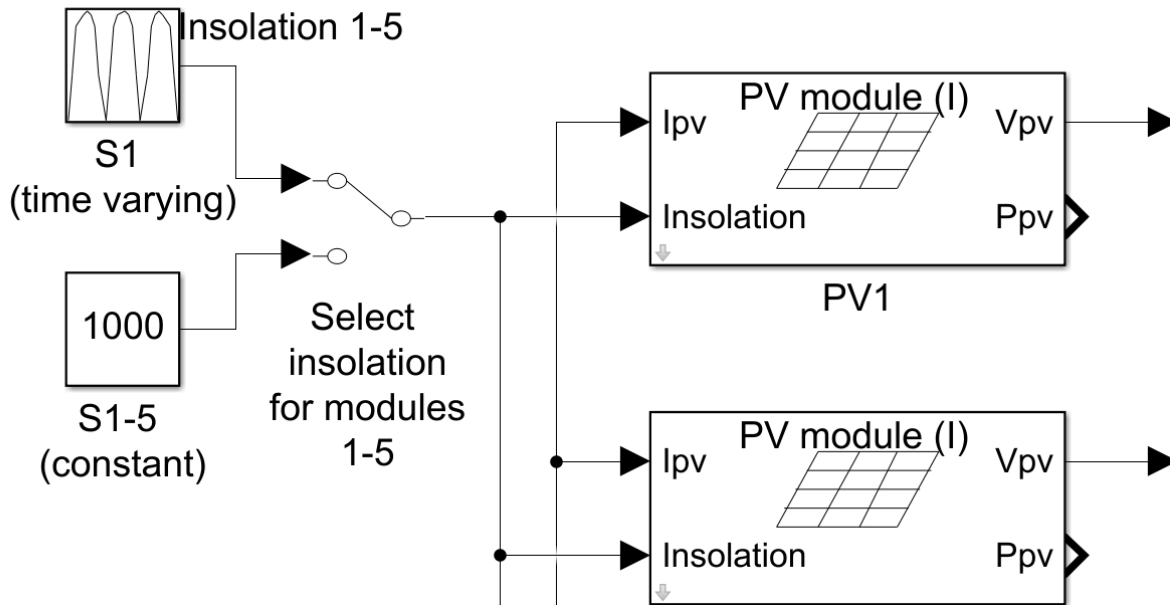 Insolation 1-5
S1
(time varying)
1000
S1-5
(constant)
Select
insolation
for modules
1-5
PV module (I)
Ipv
Vpv
Insolation
Ppv
PV1
PV module (I)
Ipv
Vpv
Insolation
Ppv